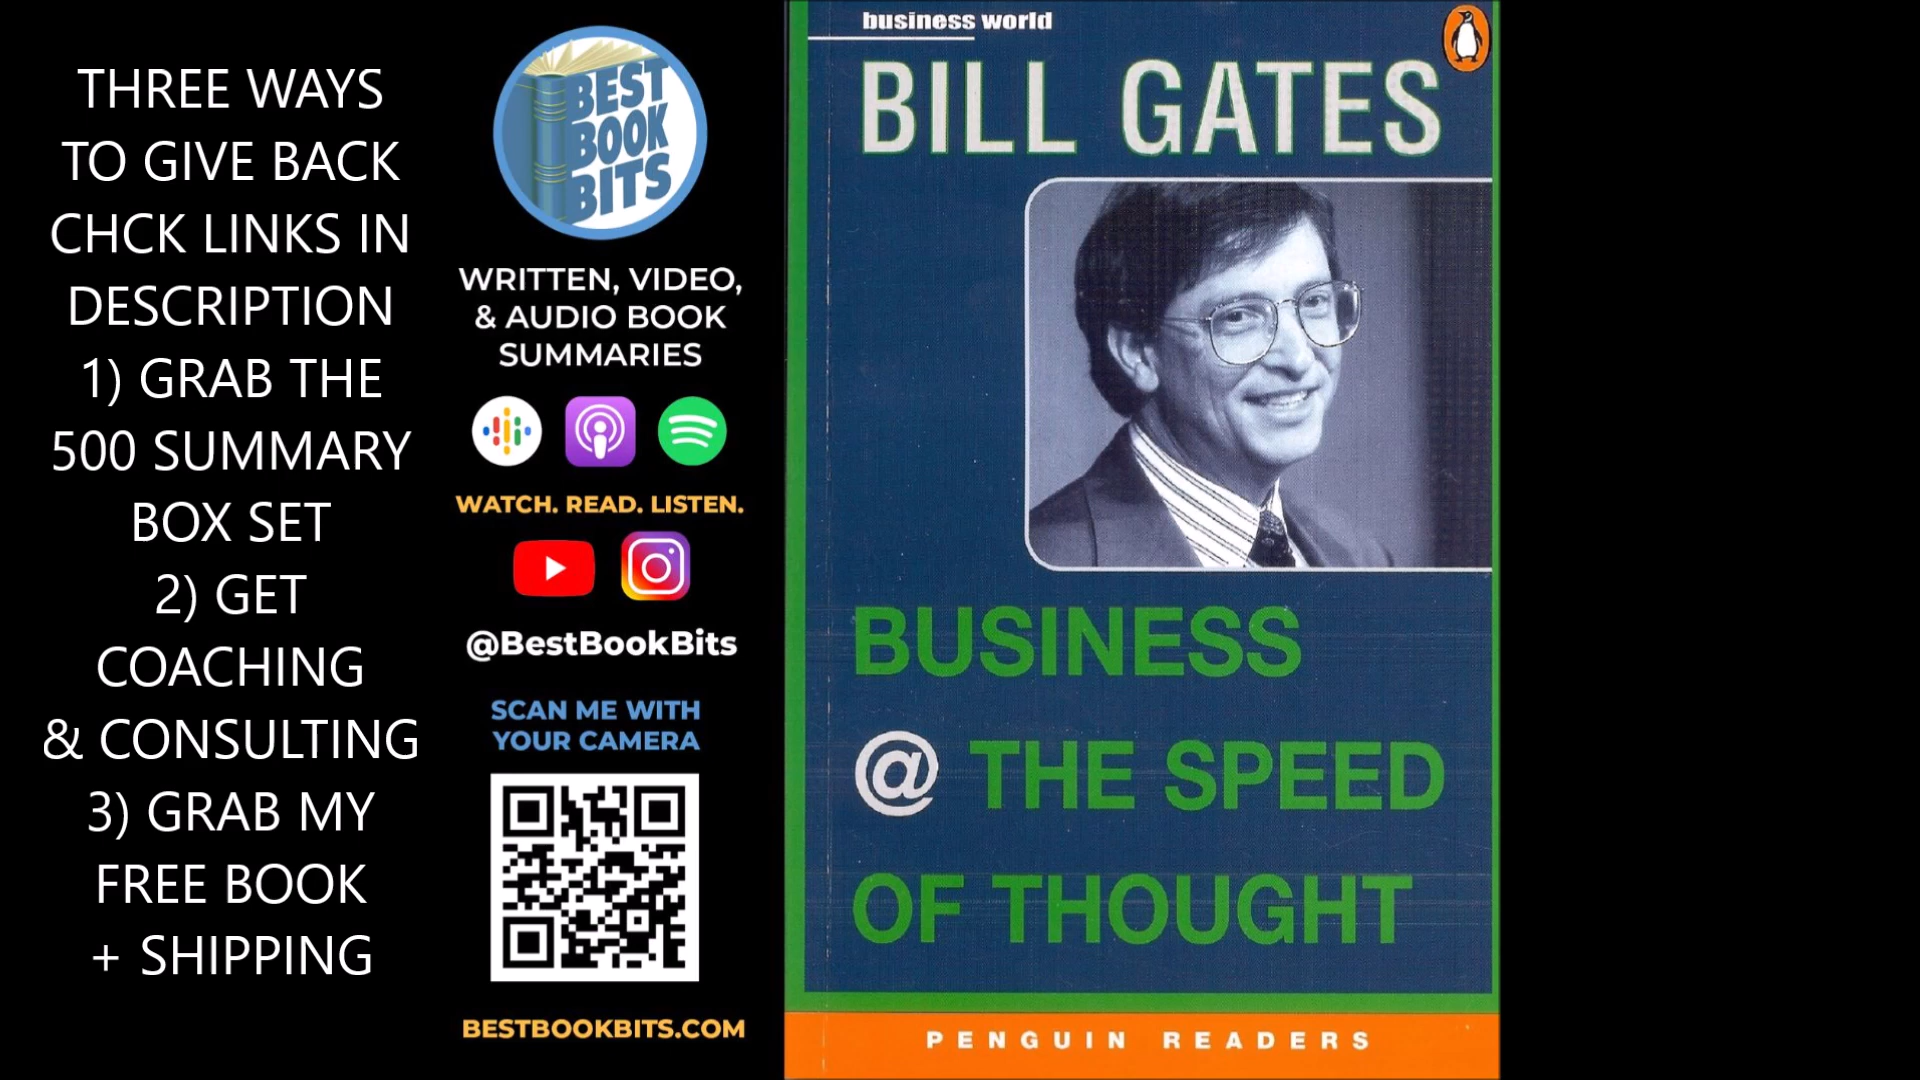 THREE WAYS
TO GIVE BACK
CHCK LINKS IN
DESCRIPTION
1) GRAB THE
500 SUMMARY
BOX SET
2) GET
COACHING
& CONSULTING
3) GRAB MY
FREE BOOK
+ SHIPPING
BEST
BOOK
BITS
WRITTEN, VIDEO,
& AUDIO BOOK
SUMMARIES
WATCH. READ. LISTEN.
@BestBookBits
SCAN ME WITH
YOUR CAMERA
BESTBOOKBITS.COM
business world
BILL GATES
BUSINESS
@ THE SPEED
OF THOUGHT
PENGUIN READERS